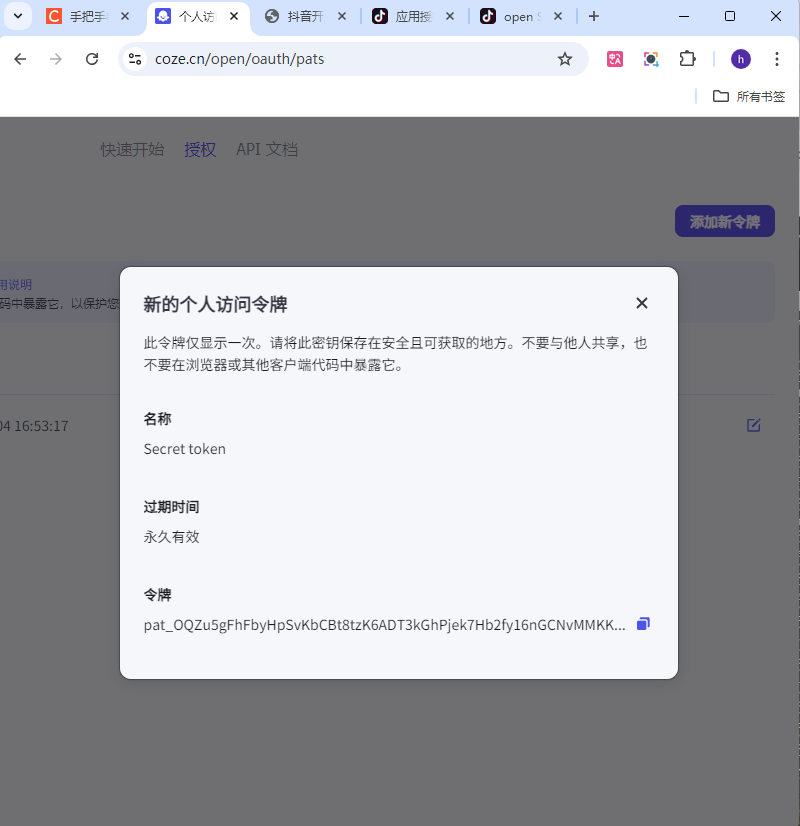 手把手
个人访
抖音开
应用授
open S
coze.cn/open/oauth/pats
h
所有书签
快速开始 授权 API 文档
添加新令牌
用说明
码中暴露它，以保护您
新的个人访问令牌
此令牌仅显示一次。请将此密钥保存在安全且可获取的地方。不要与他人共享，也
不要在浏览器或其他客户端代码中暴露它。
04 16:53:17
名称
Secret token
过期时间
永久有效
令牌
pat_OQZu5gFhFbyHpSvKbCBt8tzK6ADT3kGhPjek7Hb2fy16nGCNvMMKK...